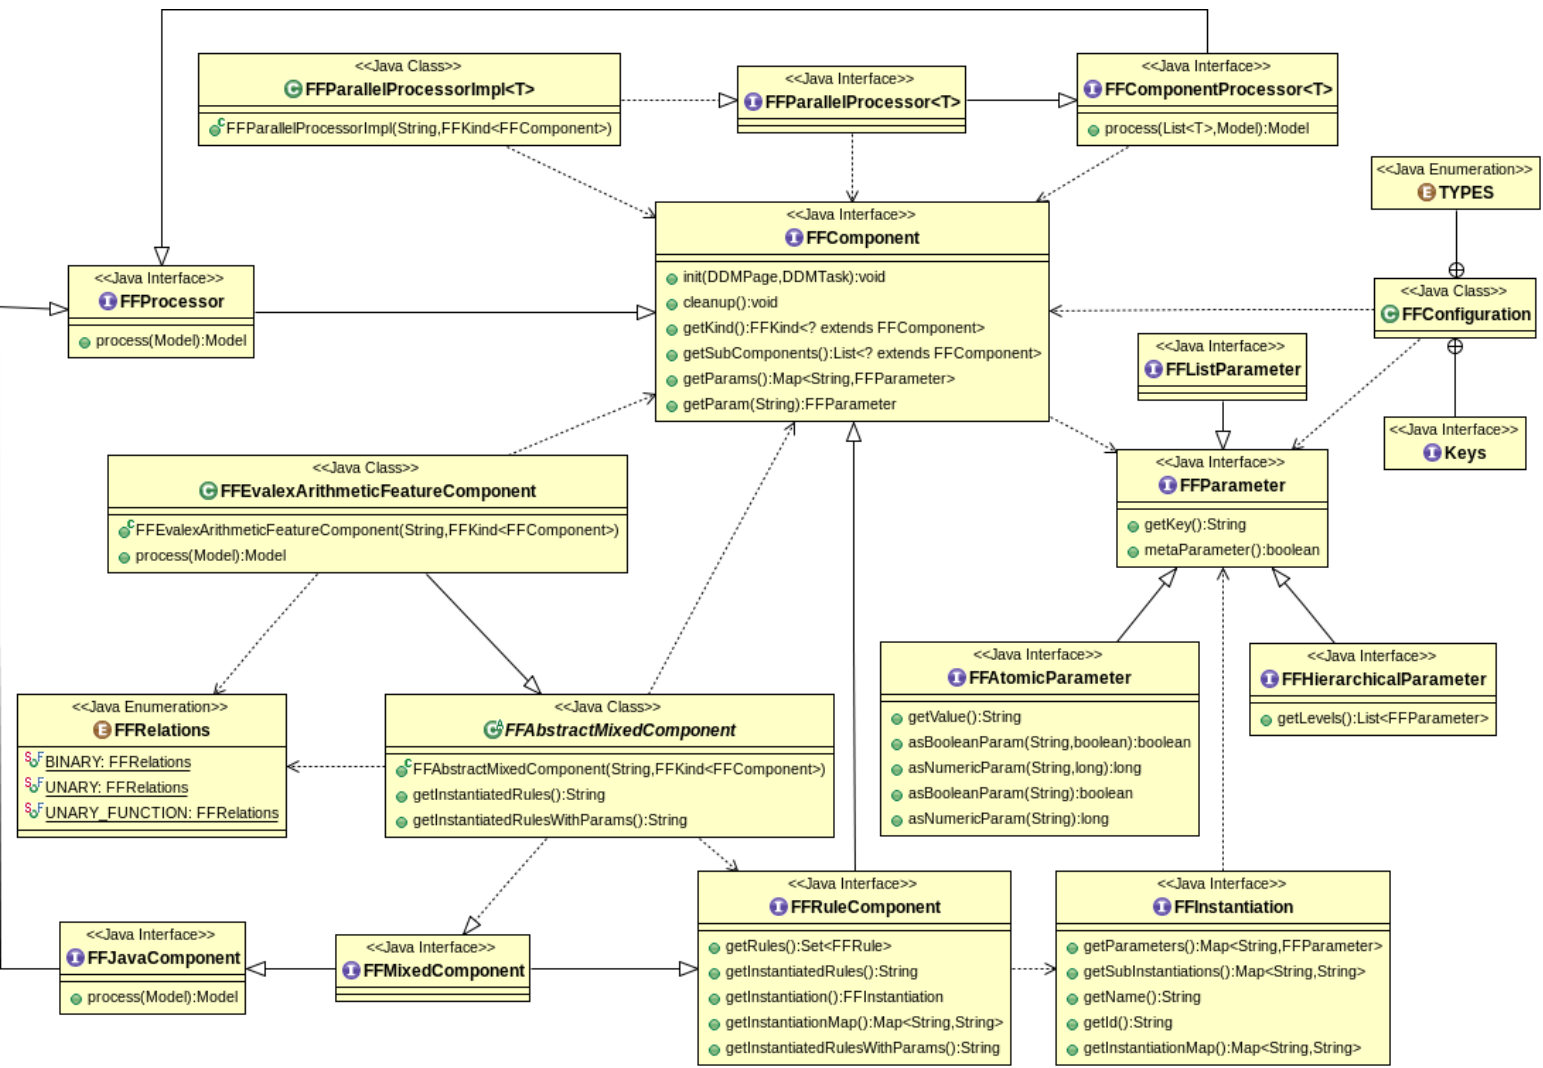 <<Java Class>>
FFParallelProcessorImpl<T>
FFParallelProcessorImpl(String,FFKind<FFComponent>)
<<Java Interface>>
FFParallelProcessor<T>
<<Java Interface>>
FFComponentProcessor<T>
process(List<T>,Model):Model
<<Java Enumeration>>
TYPES
<<Java Interface>>
FFComponent
init(DDMPage,DDMTask):void
cleanup():void
getKind():FFKind<? extends FFComponent>
getSubComponents():List<? extends FFComponent>
getParams():Map<String,FFParameter>
getParam(String):FFParameter
<<Java Interface>>
FFProcessor
process(Model):Model
<<Java Class>>
FFConfiguration
<<Java Interface>>
FFListParameter
<<Java Interface>>
Keys
<<Java Class>>
FFEvalexArithmeticFeatureComponent
FFEvalexArithmeticFeatureComponent(String,FFKind<FFComponent>)
process(Model):Model
<<Java Interface>>
FFParameter
getKey():String
metaParameter():boolean
<<Java Interface>>
FFAtomicParameter
getValue():String
asBooleanParam(String,boolean):boolean
asNumericParam(String,long):long
asBooleanParam(String):boolean
asNumericParam(String):long
<<Java Interface>>
FFHierarchicalParameter
getLevels():List<FFParameter>
<<Java Enumeration>>
FFRelations
BINARY: FFRelations
UNARY: FFRelations
UNARY_FUNCTION: FFRelations
<<Java Class>>
FFAbstractMixedComponent
FFAbstractMixedComponent(String,FFKind<FFComponent>)
getInstantiatedRules():String
getInstantiatedRulesWithParams():String
<<Java Interface>>
FFJavaComponent
process(Model):Model
<<Java Interface>>
FFMixedComponent
<<Java Interface>>
FFRuleComponent
getRules():Set<FFRule>
getInstantiatedRules():String
getInstantiation():FFInstantiation
getInstantiationMap():Map<String,String>
getInstantiatedRulesWithParams():String
<<Java Interface>>
FFInstantiation
getParameters():Map<String,FFParameter>
getSubInstantiations():Map<String,String>
getName():String
getId():String
getInstantiationMap():Map<String,String>